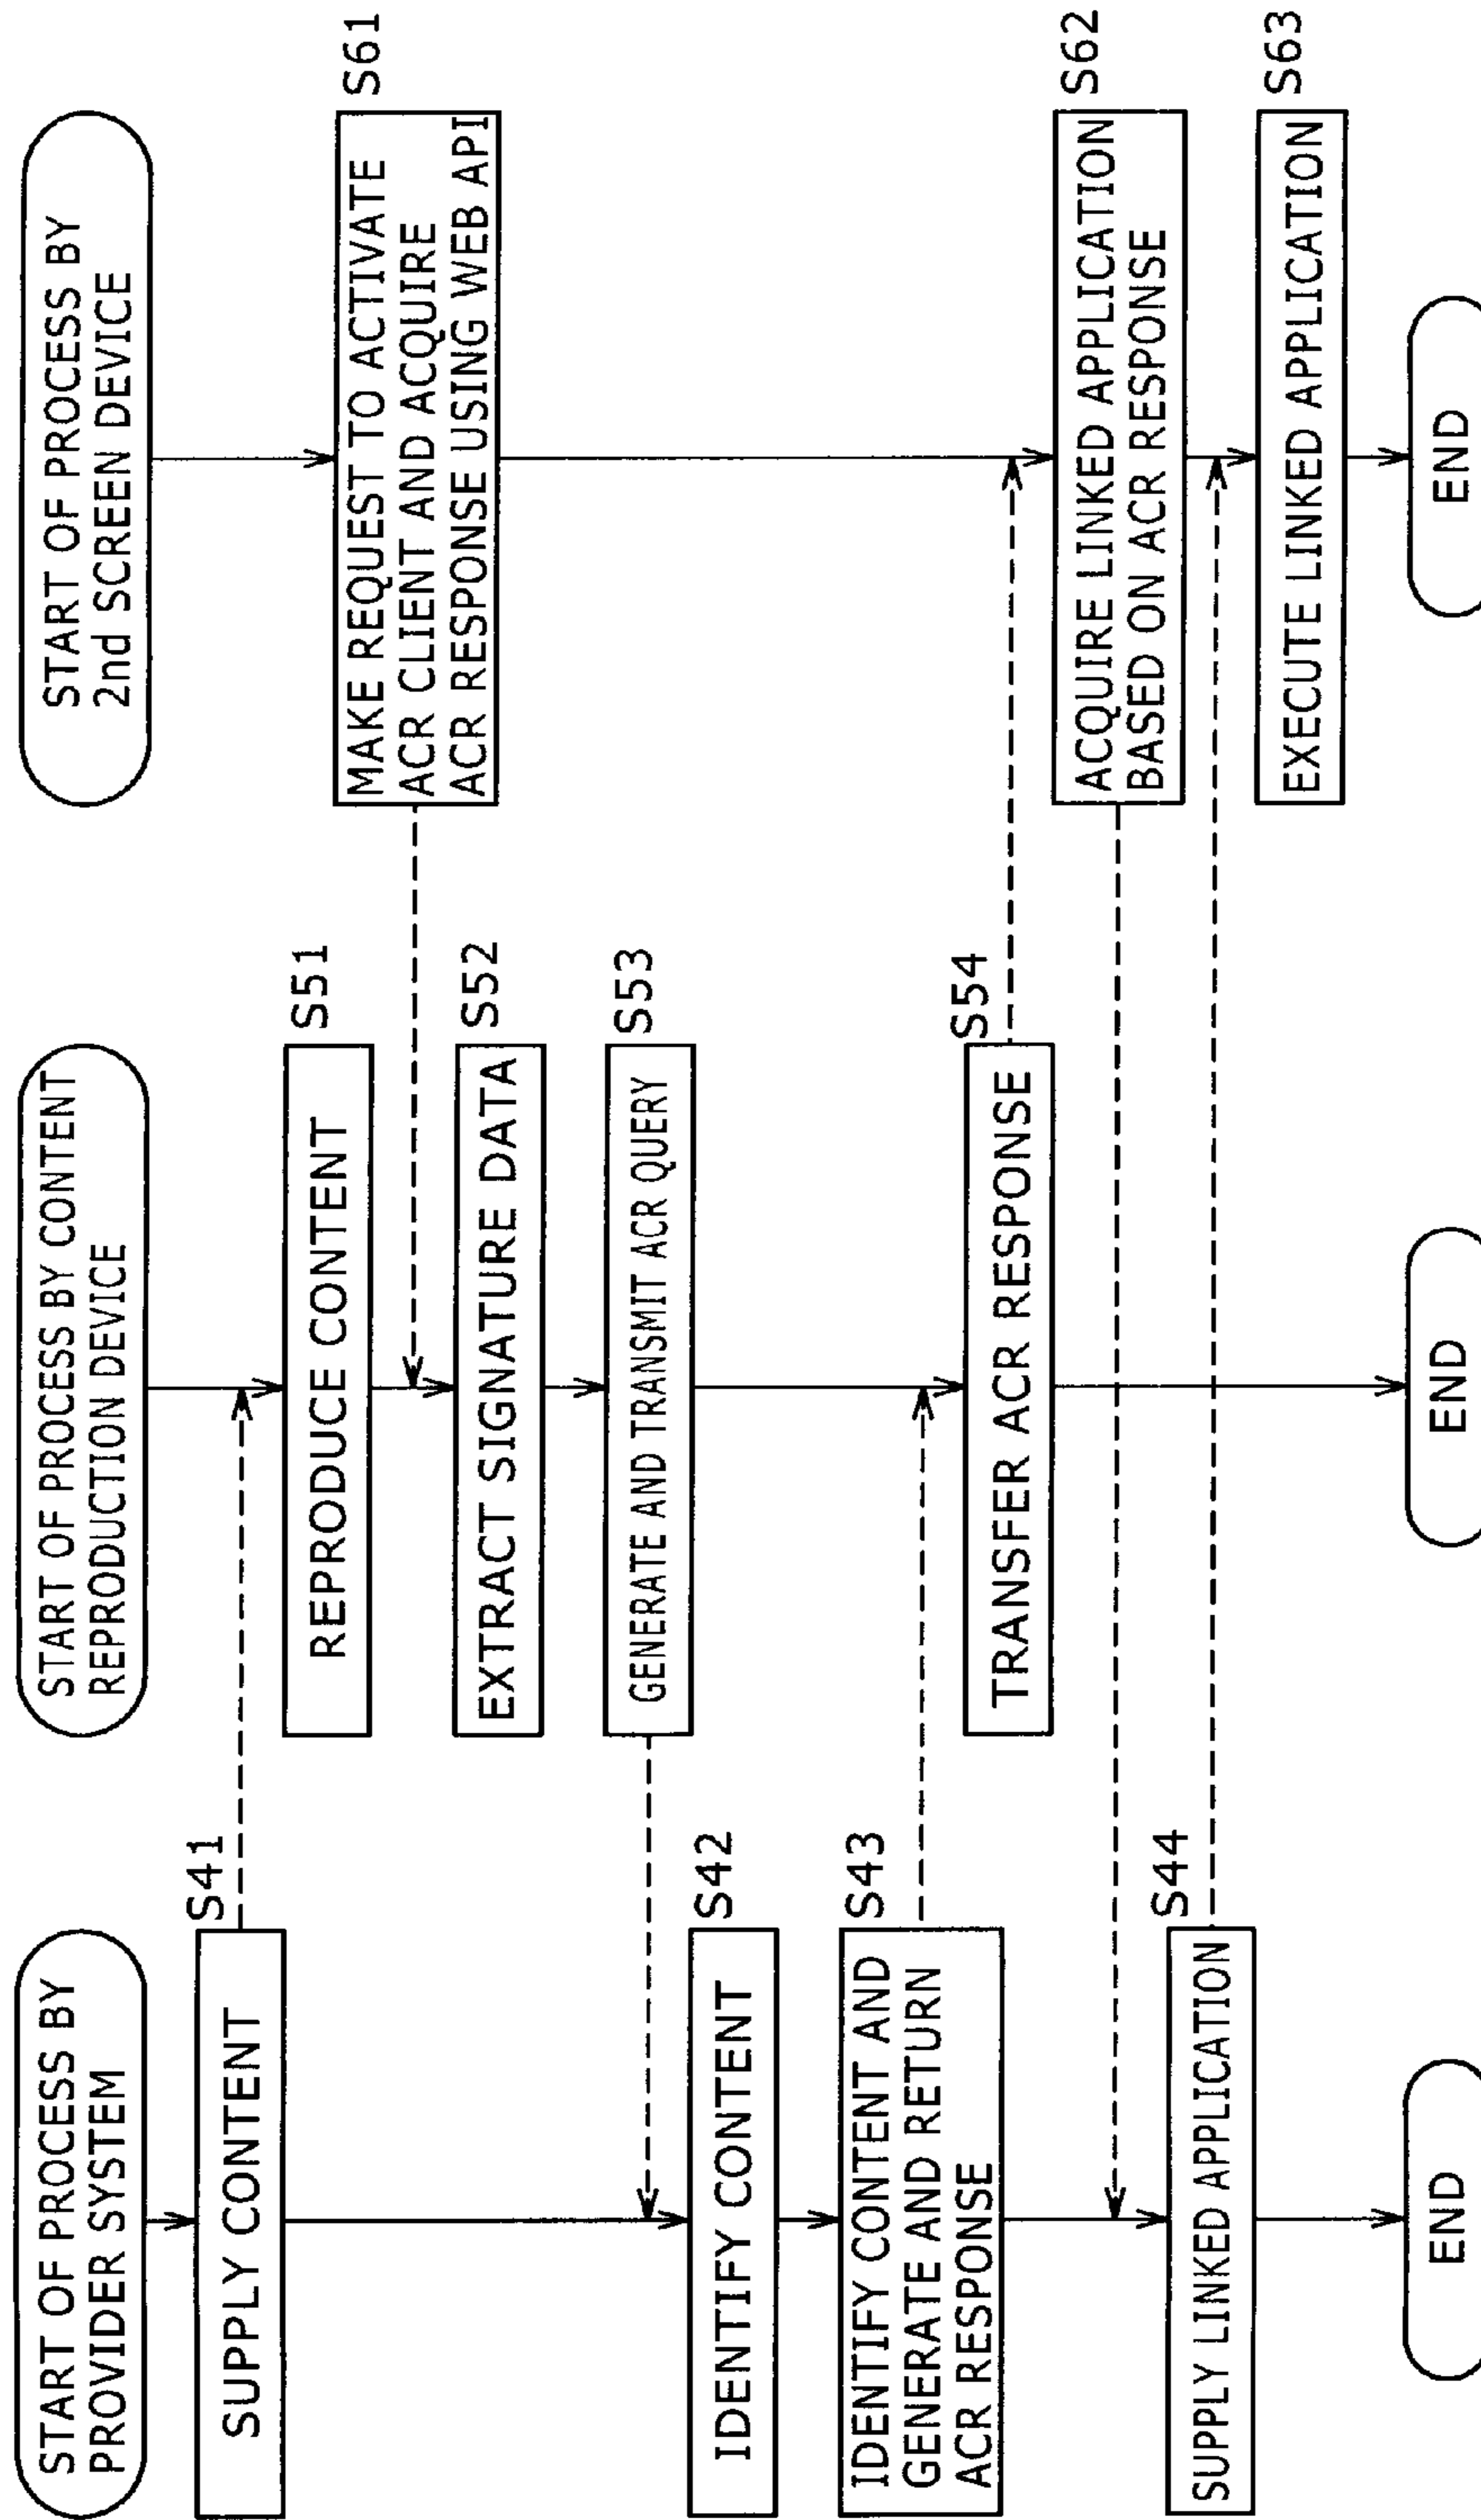 START OF PROCESS BY
PROVIDER SYSTEM
S41
SUPPLY CONTENT
S42
IDENTIFY CONTENT
S43
IDENTIFY CONTENT AND
GENERATE AND RETURN
ACR RESPONSE
S44
SUPPLY LINKED APPLICATION
END
START OF PROCESS BY CONTENT
REPRODUCTION DEVICE
S51
REPRODUCE CONTENT
S52
EXTRACT SIGNATURE DATA
S53
GENERATE AND TRANSMIT ACR QUERY
S54
TRANSFER ACR RESPONSE
END
START OF PROCESS BY
2nd SCREEN DEVICE
S61
MAKE REQUEST TO ACTIVATE
ACR CLIENT AND ACQUIRE
ACR RESPONSE USING WEB API
S62
ACQUIRE LINKED APPLICATION
BASED ON ACR RESPONSE
S63
EXECUTE LINKED APPLICATION
END